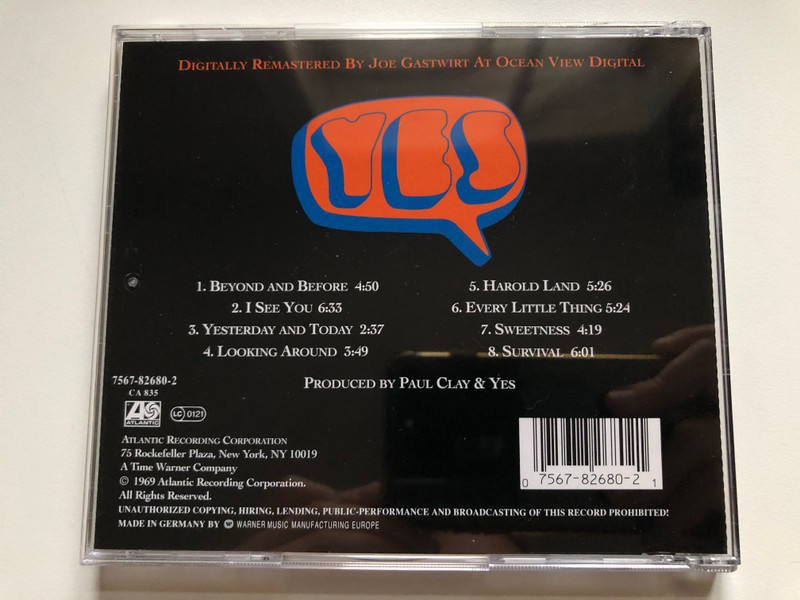 DIGITALLY REMASTERED BY JOE GASTWIRT AT OCEAN VIEW DIGITAL
YES
1. BEYOND AND BEFORE 4:50
2. I SEE YOU 6:33
3. YESTERDAY AND TODAY 2:37
4. LOOKING AROUND 3:49
5. HAROLD LAND 5:26
6. EVERY LITTLE THING 5:24
7. SWEETNESS 4:19
8. SURVIVAL 6:01
PRODUCED BY PAUL CLAY & YES
7567-82680-2
CA 835
ATLANTIC
LC 0121
ATLANTIC RECORDING CORPORATION
75 ROCKEFELLER PLAZA, NEW YORK, NY 10019
A TIME WARNER COMPANY
© 1969 ATLANTIC RECORDING CORPORATION.
ALL RIGHTS RESERVED.
0 7567-82680-2 1
UNAUTHORIZED COPYING, HIRING, LENDING, PUBLIC-PERFORMANCE AND BROADCASTING OF THIS RECORD PROHIBITED!
MADE IN GERMANY BY WARNER MUSIC MANUFACTURING EUROPE